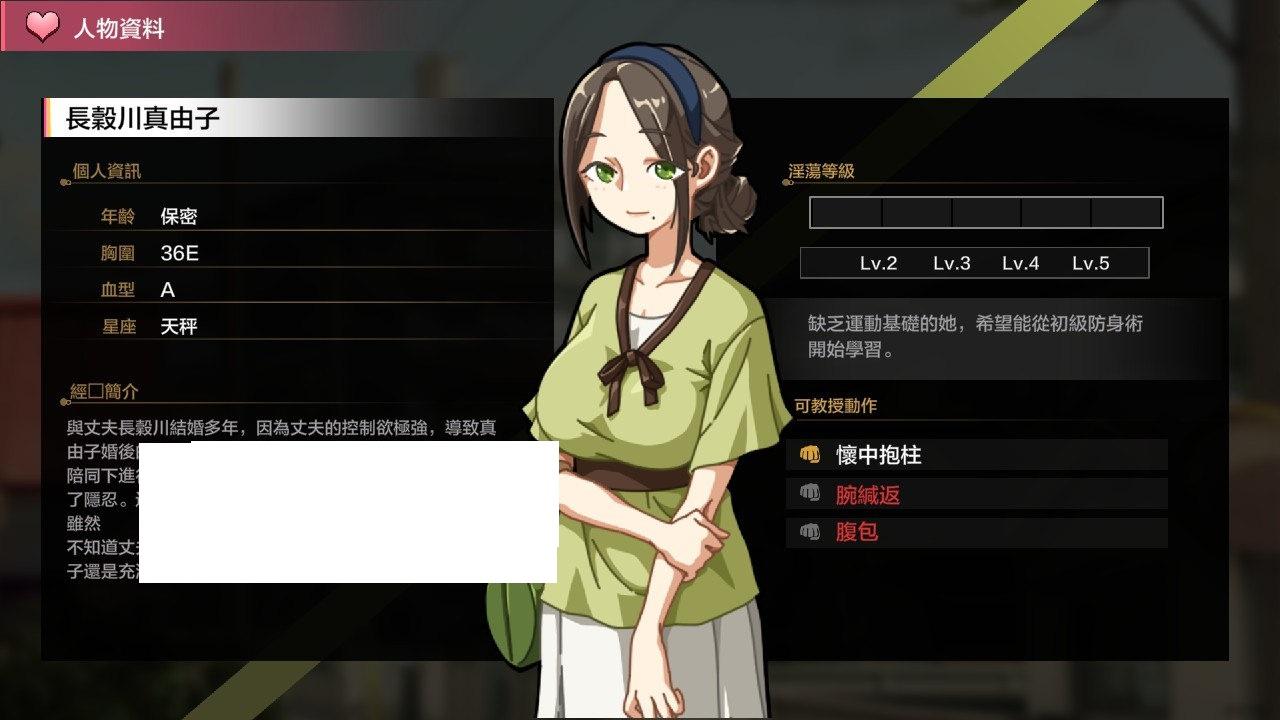 人物資料
長穀川真由子
個人資訊
年齡 保密
胸圍 36E
血型 A
星座 天秤
經□簡介
與丈夫長穀川結婚多年，因為丈夫的控制欲極強，導致真
由子婚後
陪同下進
了隱忍。
雖然
不知道丈
子還是充
淫蕩等級
Lv.2 Lv.3 Lv.4 Lv.5
缺乏運動基礎的她，希望能從初級防身術
開始學習。
可教授動作
懷中抱柱
腕緘返
腹包